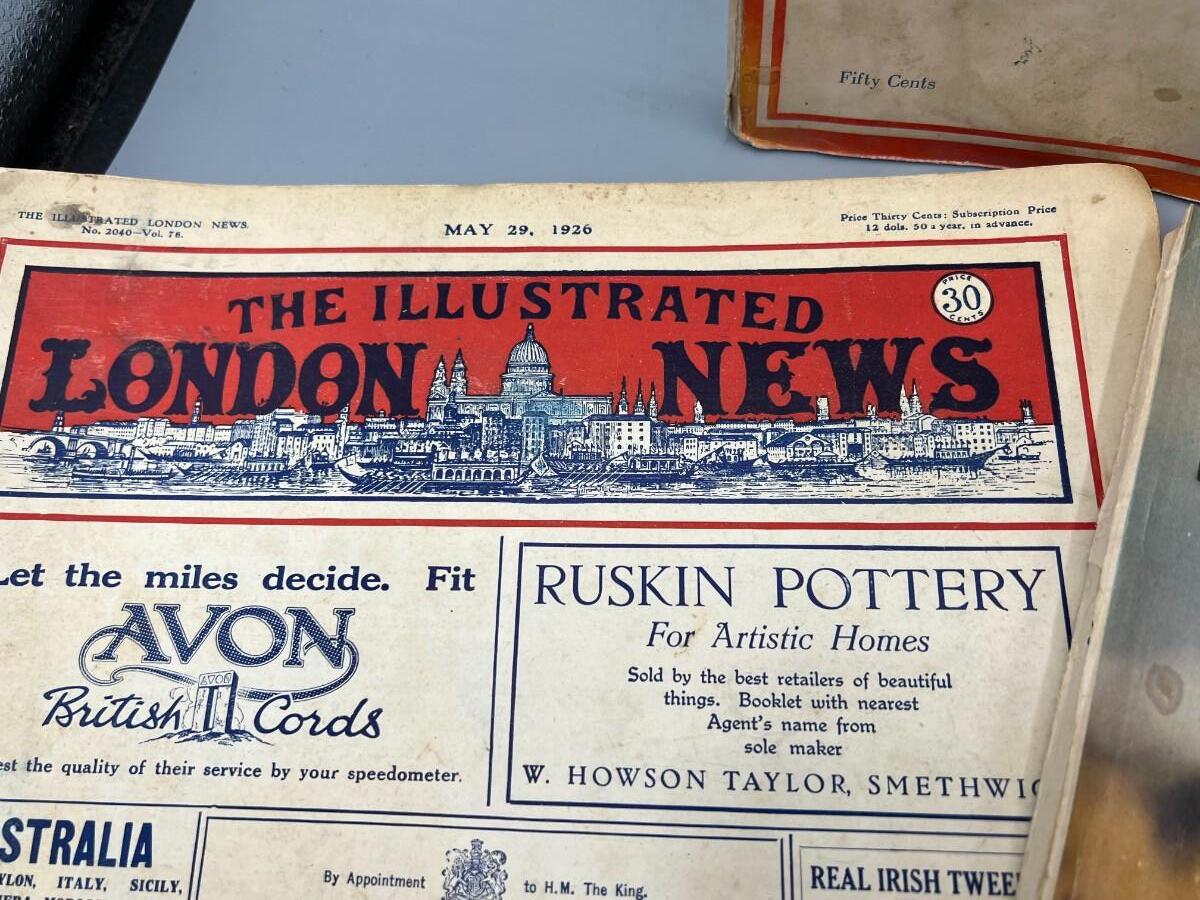 Fifty Cents
THE ILLUSTRATED LONDON NEWS.
No. 2040—Vol. 78.
MAY 29, 1926
Price Thirty Cents: Subscription Price
12 dols. 50 a year, in advance.
THE ILLUSTRATED
LONDON NEWS
PRICE
30
CENTS
Let the miles decide. Fit
AVON
AVON
British Cords
est the quality of their service by your speedometer.
RUSKIN POTTERY
For Artistic Homes
Sold by the best retailers of beautiful
things. Booklet with nearest
Agent's name from
sole maker
W. HOWSON TAYLOR, SMETHWIC
STRALIA
YLON, ITALY, SICILY,
By Appointment
to H.M. The King.
REAL IRISH TWEE